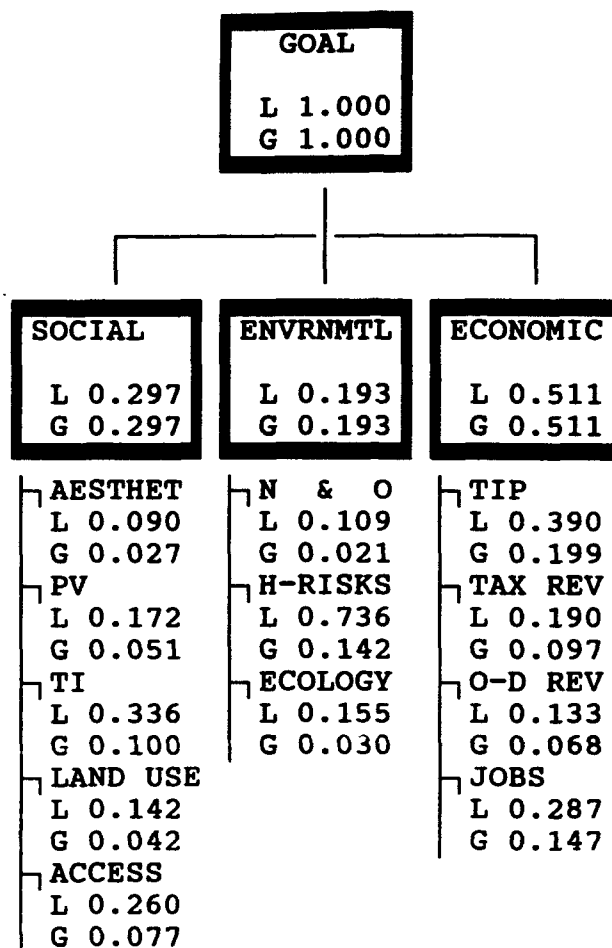 GOAL
L 1.000
G 1.000
SOCIAL
L 0.297
G 0.297
ENVRNMTL
L 0.193
G 0.193
ECONOMIC
L 0.511
G 0.511
AESTHET
L 0.090
G 0.027
PV
L 0.172
G 0.051
TI
L 0.336
G 0.100
LAND USE
L 0.142
G 0.042
ACCESS
L 0.260
G 0.077
N & O
L 0.109
G 0.021
H-RISKS
L 0.736
G 0.142
ECOLOGY
L 0.155
G 0.030
TIP
L 0.390
G 0.199
TAX REV
L 0.190
G 0.097
O-D REV
L 0.133
G 0.068
JOBS
L 0.287
G 0.147